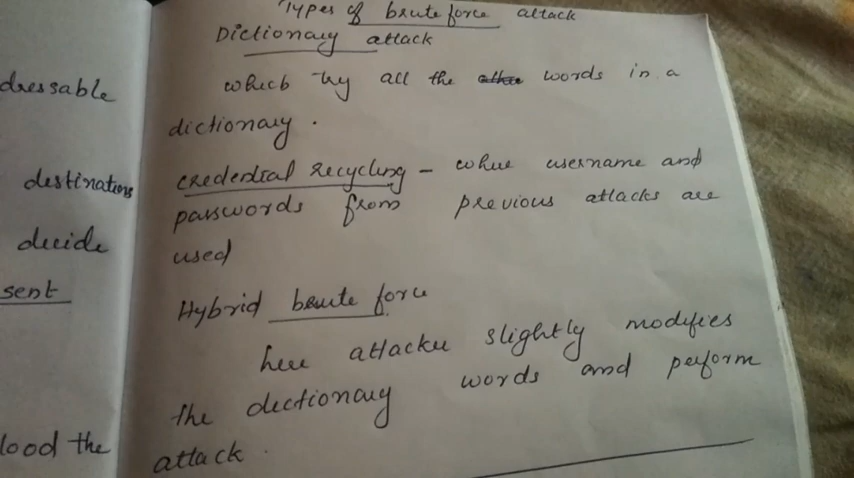 dressable
destinations
decide
sent
lood the
Types of brute force attack
Dictionary attack
which try all the words in a
dictionary.
credential recycling - where username and
passwords from previous attacks are
used
Hybrid brute force
here attacker slightly modifies
the dictionary words and perform
attack.